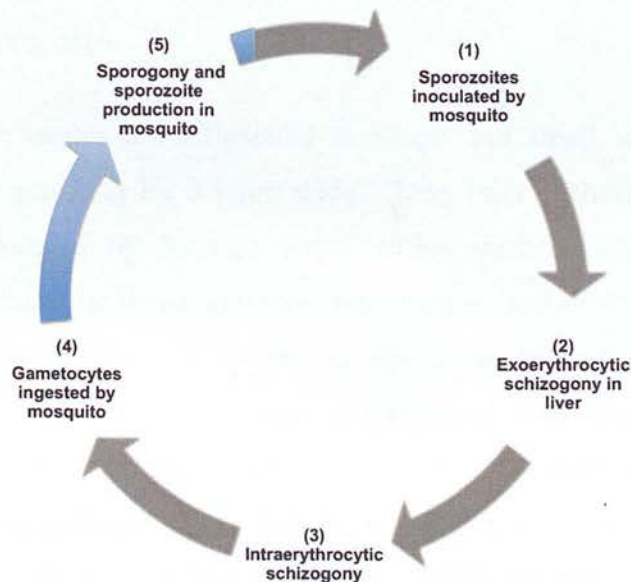 (5)
Sporogony and
sporozoite
production in
mosquito
(1)
Sporozoites
inoculated by
mosquito
(2)
Exoerythrocytic
schizogony in
liver
(3)
Intraerythrocytic
schizogony
(4)
Gametocytes
ingested by
mosquito